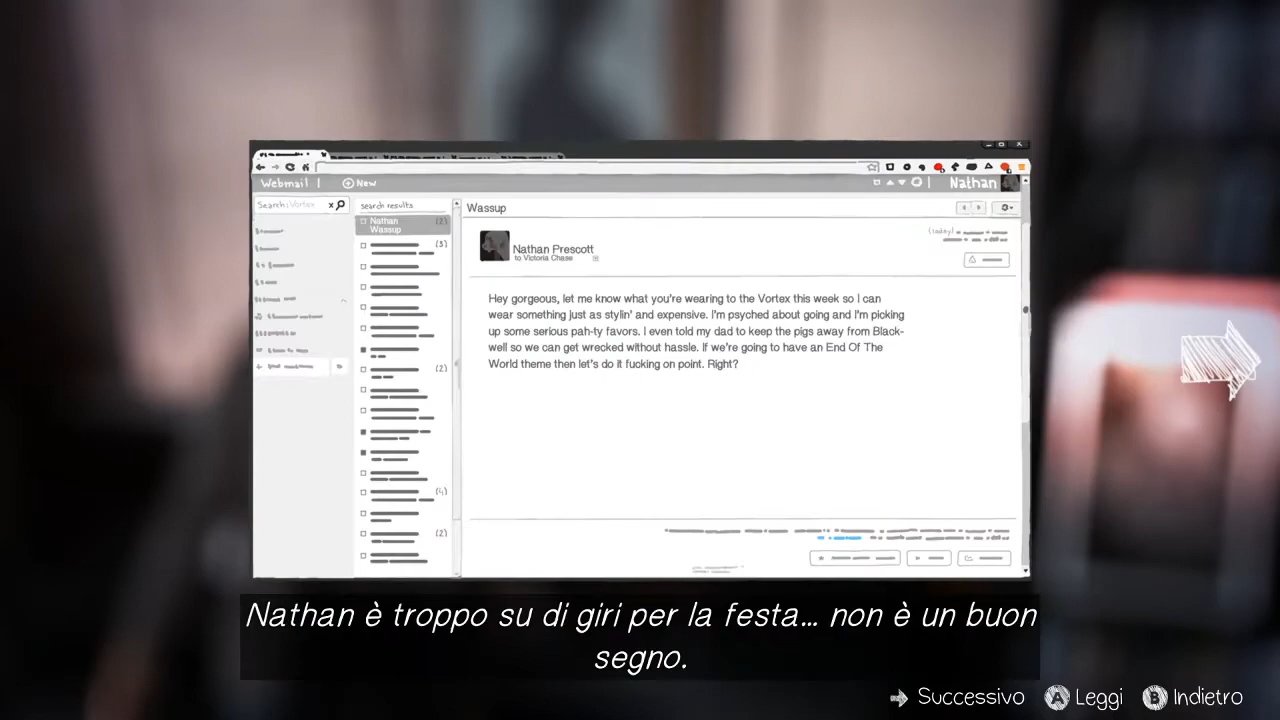 Webmail | + New
Nathan
Search: Vortex x
search results
Wassup
Nathan (2)
Wassup
(3)
(2)
(4)
(2)
(today)
Nathan Prescott
to Victoria Chase
Hey gorgeous, let me know what you're wearing to the Vortex this week so I can
wear something just as stylin' and expensive. I'm psyched about going and I'm picking
up some serious pah-ty favors. I even told my dad to keep the pigs away from Black-
well so we can get wrecked without hassle. If we're going to have an End Of The
World theme then let's do it fucking on point. Right?
Nathan è troppo su di giri per la festa... non è un buon
segno.
Successivo A Leggi B Indietro